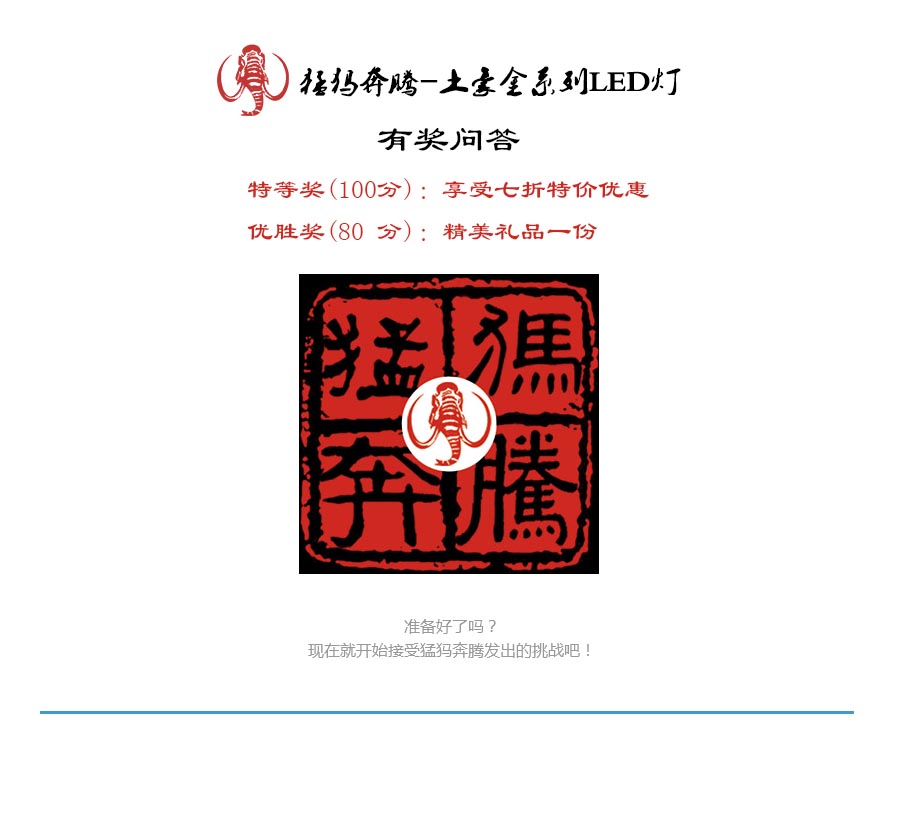 猛犸奔腾-土豪金系列LED灯
有奖问答
特等奖(100分)：享受七折特价优惠
优胜奖(80 分)：精美礼品一份
猛獁
奔騰
准备好了吗？
现在就开始接受猛犸奔腾发出的挑战吧！